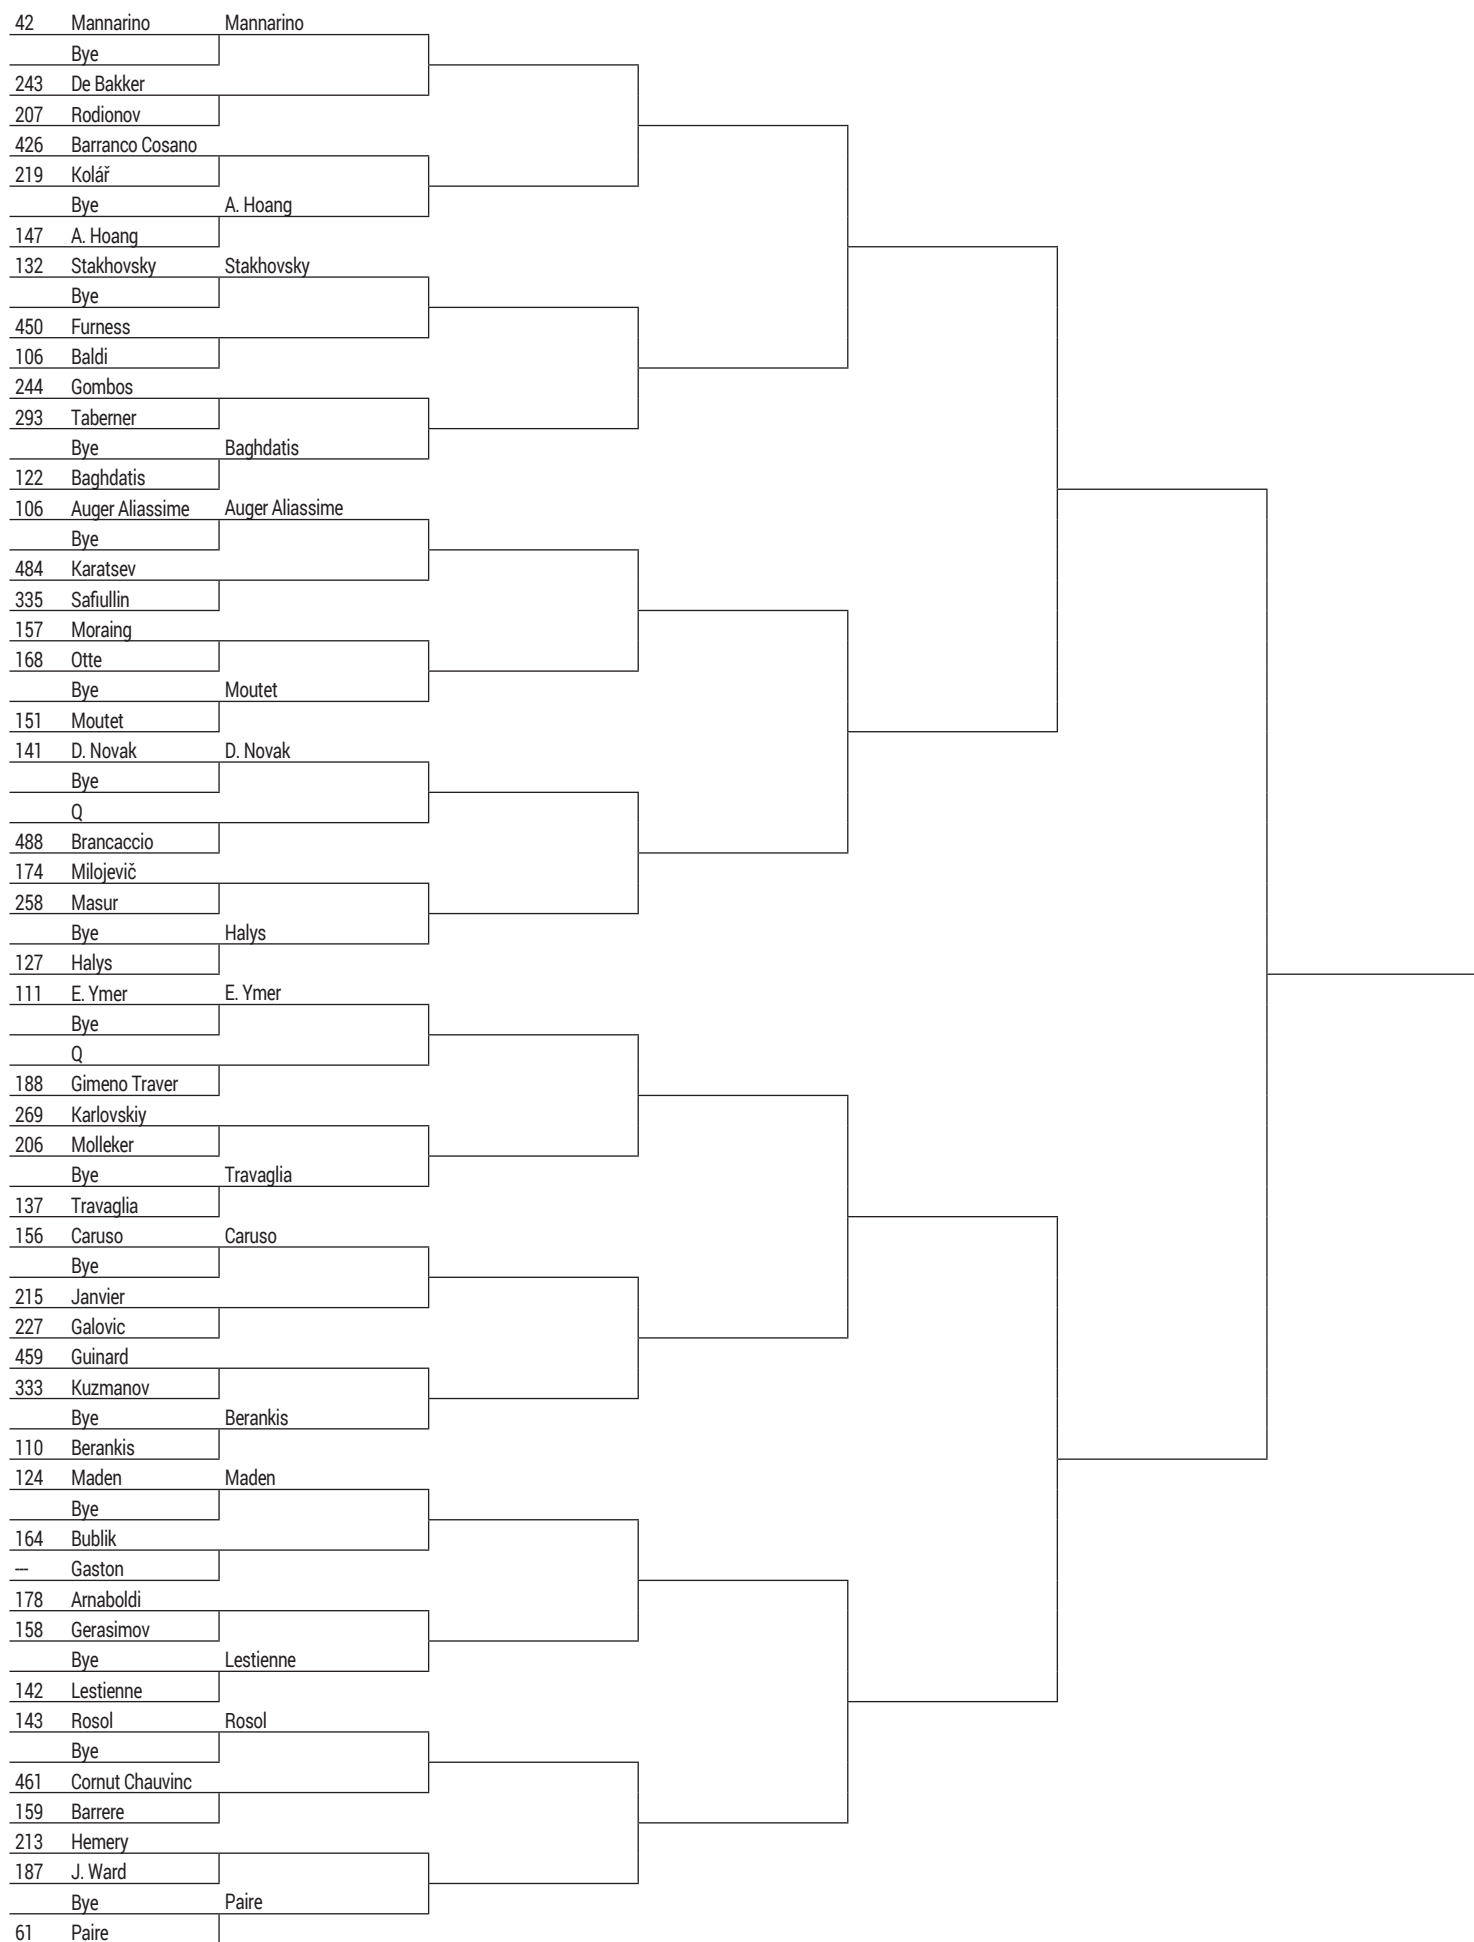 42 Mannarino Mannarino
Bye
243 De Bakker
207 Rodionov
426 Barranco Cosano
219 Kolář
Bye A. Hoang
147 A. Hoang
132 Stakhovsky Stakhovsky
Bye
450 Furness
106 Baldi
244 Gombos
293 Taberner
Bye Baghdatis
122 Baghdatis
106 Auger Aliassime Auger Aliassime
Bye
484 Karatsev
335 Safiullin
157 Moraing
168 Otte
Bye Moutet
151 Moutet
141 D. Novak D. Novak
Bye
Q
488 Brancaccio
174 Milojevič
258 Masur
Bye Halys
127 Halys
111 E. Ymer E. Ymer
Bye
Q
188 Gimeno Traver
269 Karlovskiy
206 Molleker
Bye Travaglia
137 Travaglia
156 Caruso Caruso
Bye
215 Janvier
227 Galovic
459 Guinard
333 Kuzmanov
Bye Berankis
110 Berankis
124 Maden Maden
Bye
164 Bublik
--- Gaston
178 Arnaboldi
158 Gerasimov
Bye Lestienne
142 Lestienne
143 Rosol Rosol
Bye
461 Cornut Chauvinc
159 Barrere
213 Hemery
187 J. Ward
Bye Paire
61 Paire